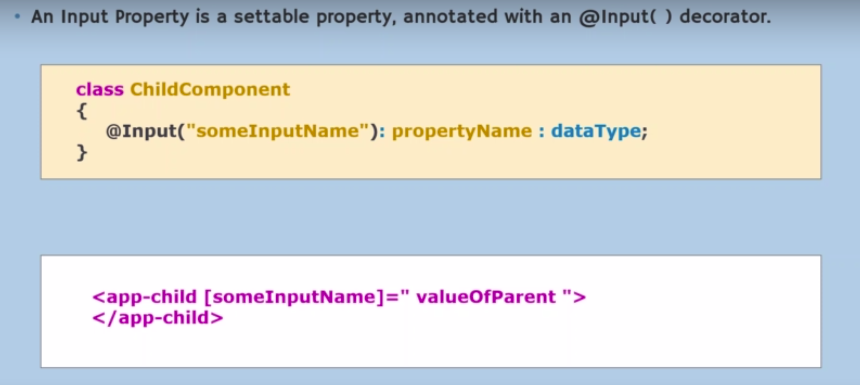 • An Input Property is a settable property, annotated with an @Input( ) decorator.
class ChildComponent
{
@Input("someInputName"): propertyName : dataType;
}
<app-child [someInputName]=" valueOfParent ">
</app-child>